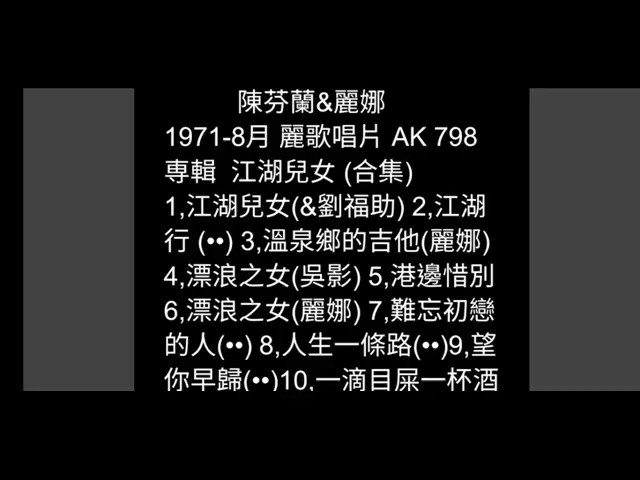 陳芬蘭&麗娜
1971-8月 麗歌唱片 AK 798
専輯 江湖兒女 (合集)
1,江湖兒女(&劉福助) 2,江湖
行 (••) 3,溫泉鄉的吉他(麗娜)
4,漂浪之女(吳影) 5,港邊惜別
6,漂浪之女(麗娜) 7,難忘初戀
的人(••) 8,人生一條路(••)9,望
你早歸(••)10,一滴目屎一杯酒